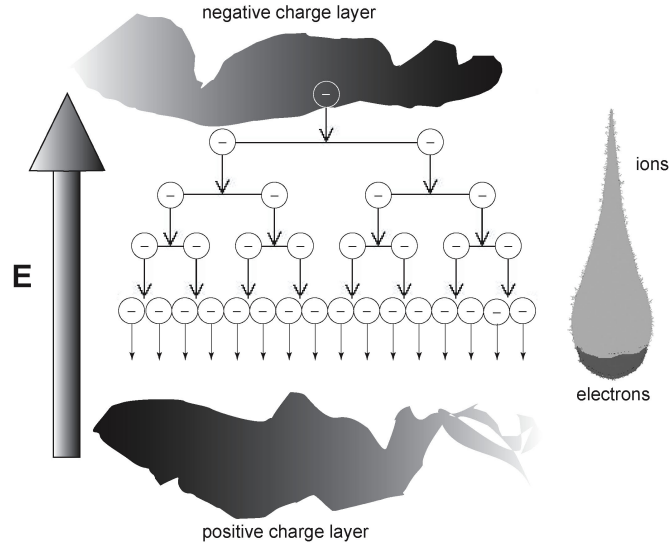 negative charge layer
−
− −
ions
− − − −
E
− − − − − − − −
− − − − − − − − − − − − − − − −
electrons
positive charge layer